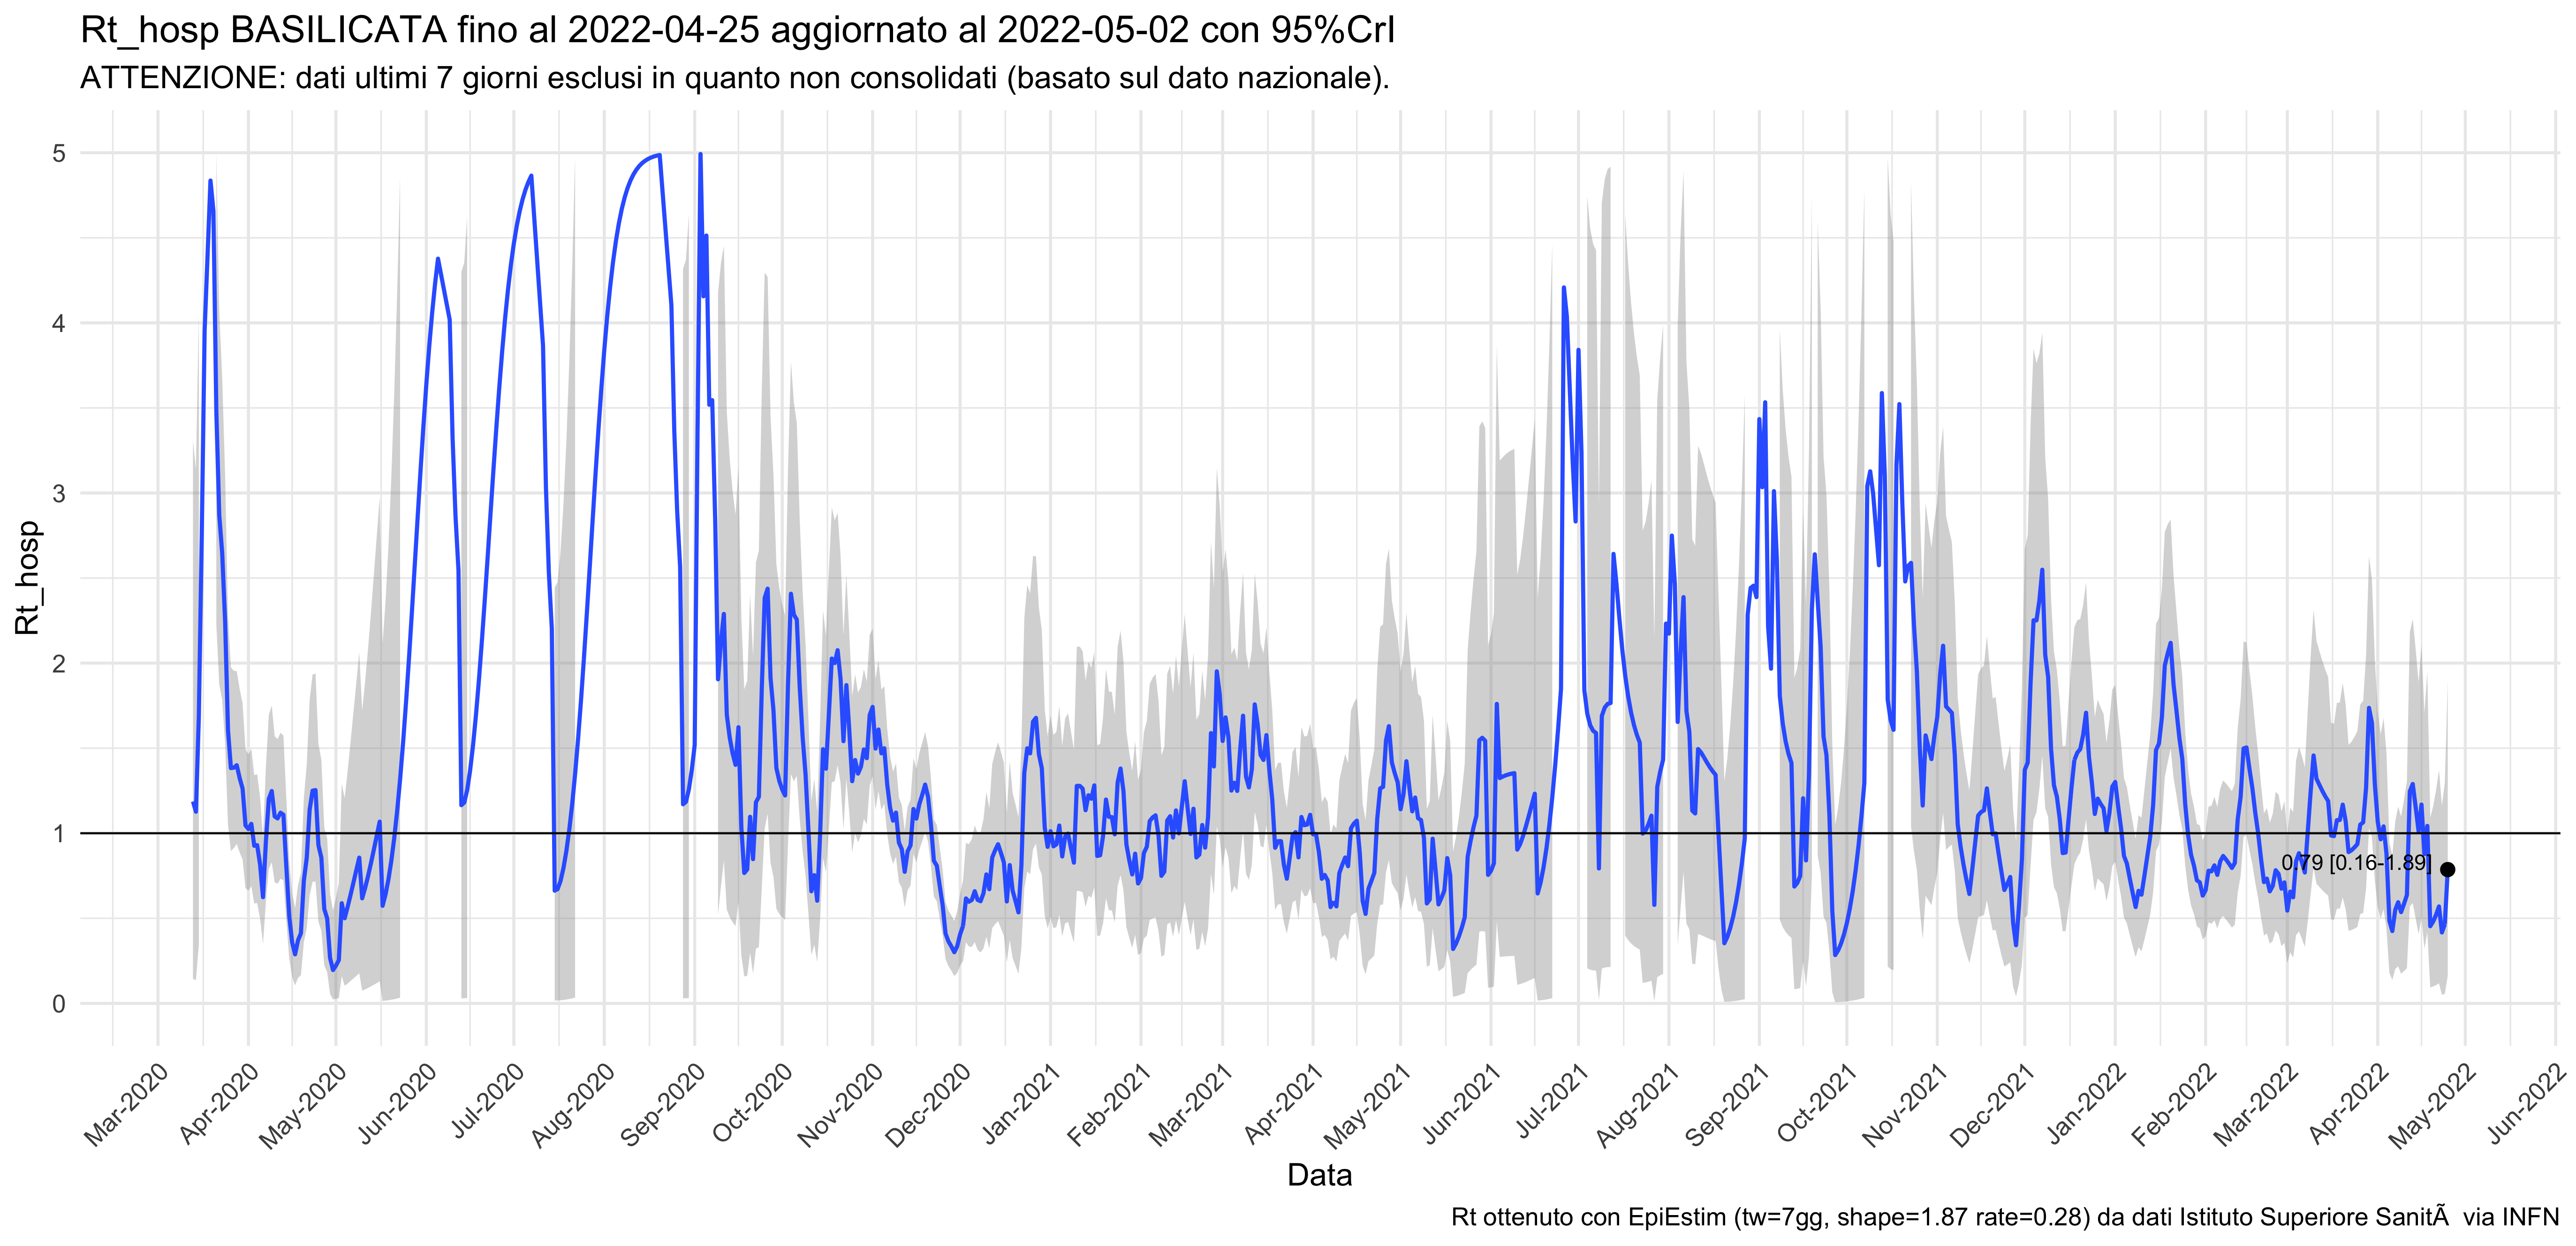 Rt_hosp BASILICATA fino al 2022-04-25 aggiornato al 2022-05-02 con 95%CrI
ATTENZIONE: dati ultimi 7 giorni esclusi in quanto non consolidati (basato sul dato nazionale).
5
4
3
2
1
0
Rt_hosp
0.79 [0.16-1.89]
Mar-2020
Apr-2020
May-2020
Jun-2020
Jul-2020
Aug-2020
Sep-2020
Oct-2020
Nov-2020
Dec-2020
Jan-2021
Feb-2021
Mar-2021
Apr-2021
May-2021
Jun-2021
Jul-2021
Aug-2021
Sep-2021
Oct-2021
Nov-2021
Dec-2021
Jan-2022
Feb-2022
Mar-2022
Apr-2022
May-2022
Jun-2022
Data
Rt ottenuto con EpiEstim (tw=7gg, shape=1.87 rate=0.28) da dati Istituto Superiore SanitÃ  via INFN